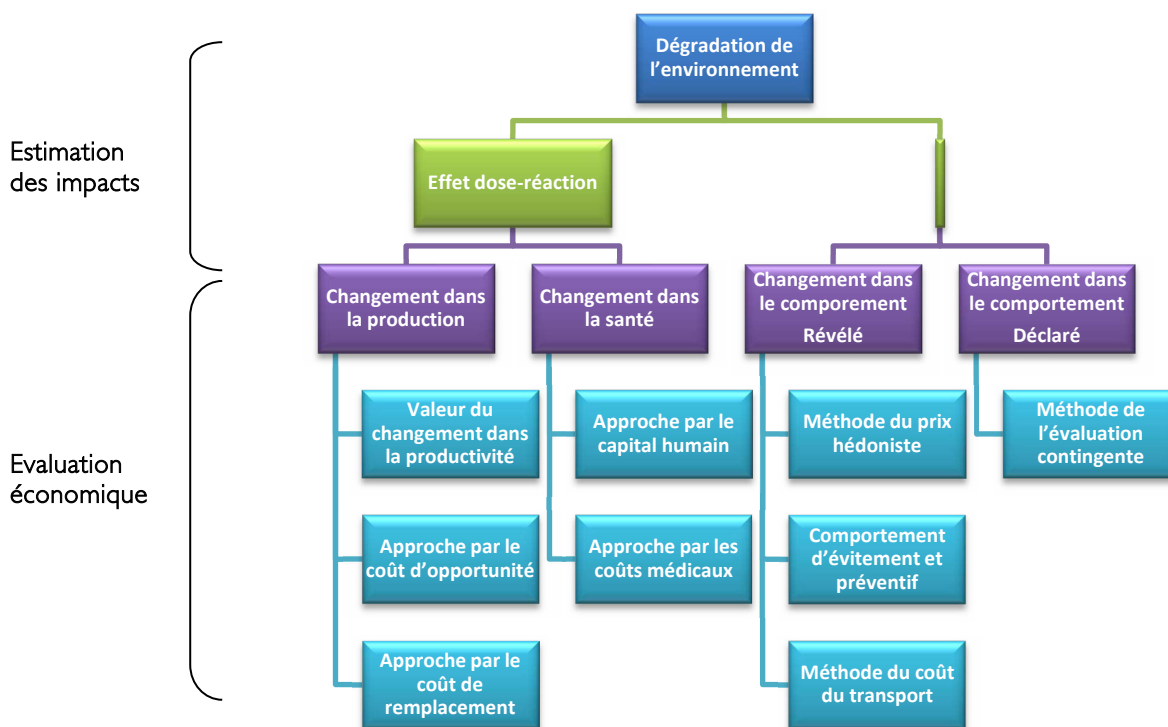 Dégradation de
l'environnement
Estimation
des impacts
Effet dose-réaction
Changement dans
la production
Changement dans
la santé
Changement dans
le comporement
Révélé
Changement dans
le comportement
Déclaré
Evaluation
économique
Valeur du
changement dans
la productivité
Approche par le
capital humain
Méthode du prix
hédoniste
Méthode de
l'évaluation
contingente
Approche par le
coût d'opportunité
Approche par les
coûts médicaux
Comportement
d'évitement et
préventif
Approche par le
coût de
remplacement
Méthode du coût
du transport